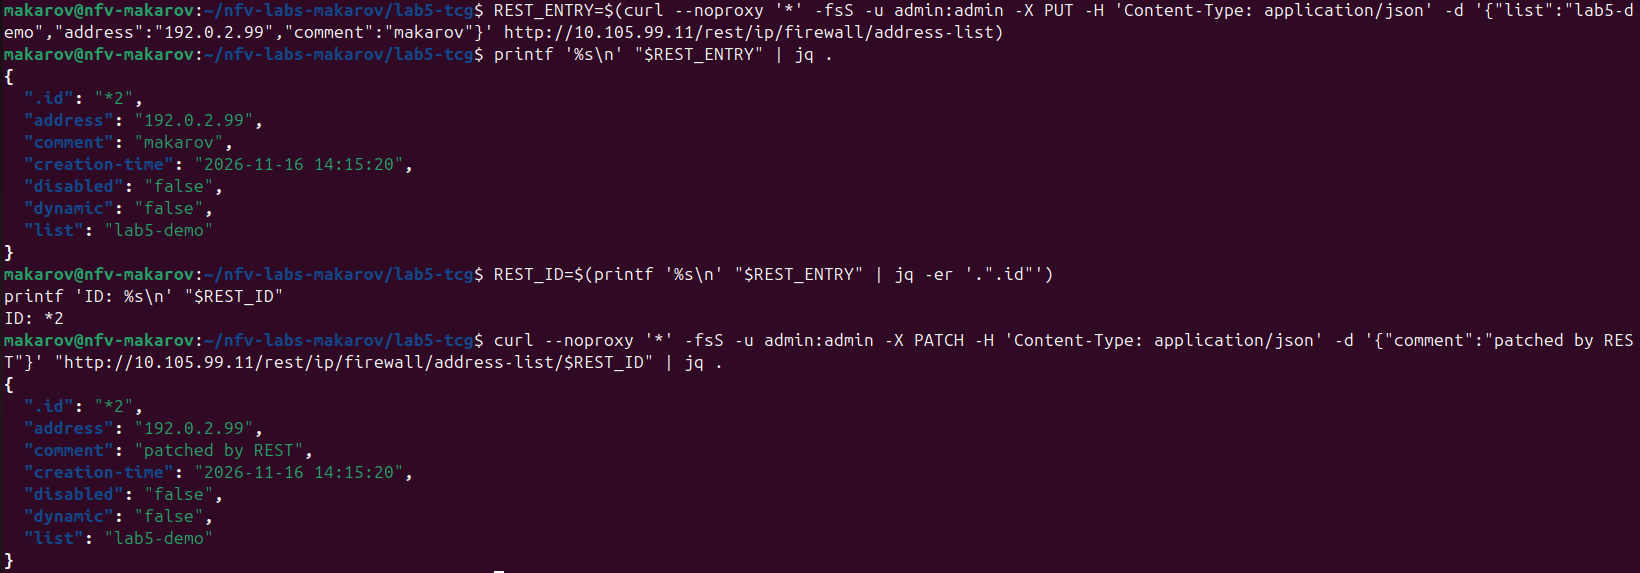 makarov@nfv-makarov:~/nfv-labs-makarov/lab5-tcg$ REST_ENTRY=$(curl --noproxy '*' -fsS -u admin:admin -X PUT -H 'Content-Type: application/json' -d '{"list":"lab5-d
emo","address":"192.0.2.99","comment":"makarov"}' http://10.105.99.11/rest/ip/firewall/address-list)
makarov@nfv-makarov:~/nfv-labs-makarov/lab5-tcg$ printf '%s\n' "$REST_ENTRY" | jq .
{
  ".id": "*2",
  "address": "192.0.2.99",
  "comment": "makarov",
  "creation-time": "2026-11-16 14:15:20",
  "disabled": "false",
  "dynamic": "false",
  "list": "lab5-demo"
}
makarov@nfv-makarov:~/nfv-labs-makarov/lab5-tcg$ REST_ID=$(printf '%s\n' "$REST_ENTRY" | jq -er '.".id"')
printf 'ID: %s\n' "$REST_ID"
ID: *2
makarov@nfv-makarov:~/nfv-labs-makarov/lab5-tcg$ curl --noproxy '*' -fsS -u admin:admin -X PATCH -H 'Content-Type: application/json' -d '{"comment":"patched by RES
T"}' "http://10.105.99.11/rest/ip/firewall/address-list/$REST_ID" | jq .
{
  ".id": "*2",
  "address": "192.0.2.99",
  "comment": "patched by REST",
  "creation-time": "2026-11-16 14:15:20",
  "disabled": "false",
  "dynamic": "false",
  "list": "lab5-demo"
}